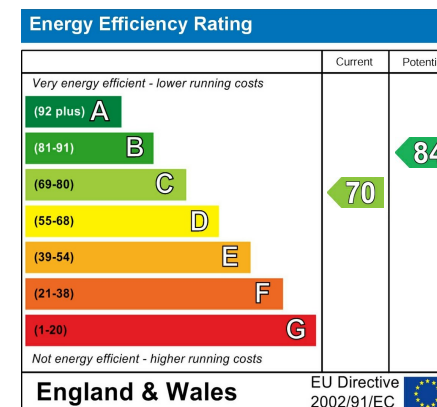 Energy Efficiency Rating
Current Potenti
Very energy efficient - lower running costs
(92 plus) A
(81-91) B
84
(69-80) C
70
(55-68) D
(39-54) E
(21-38) F
(1-20) G
Not energy efficient - higher running costs
England & Wales
EU Directive
2002/91/EC